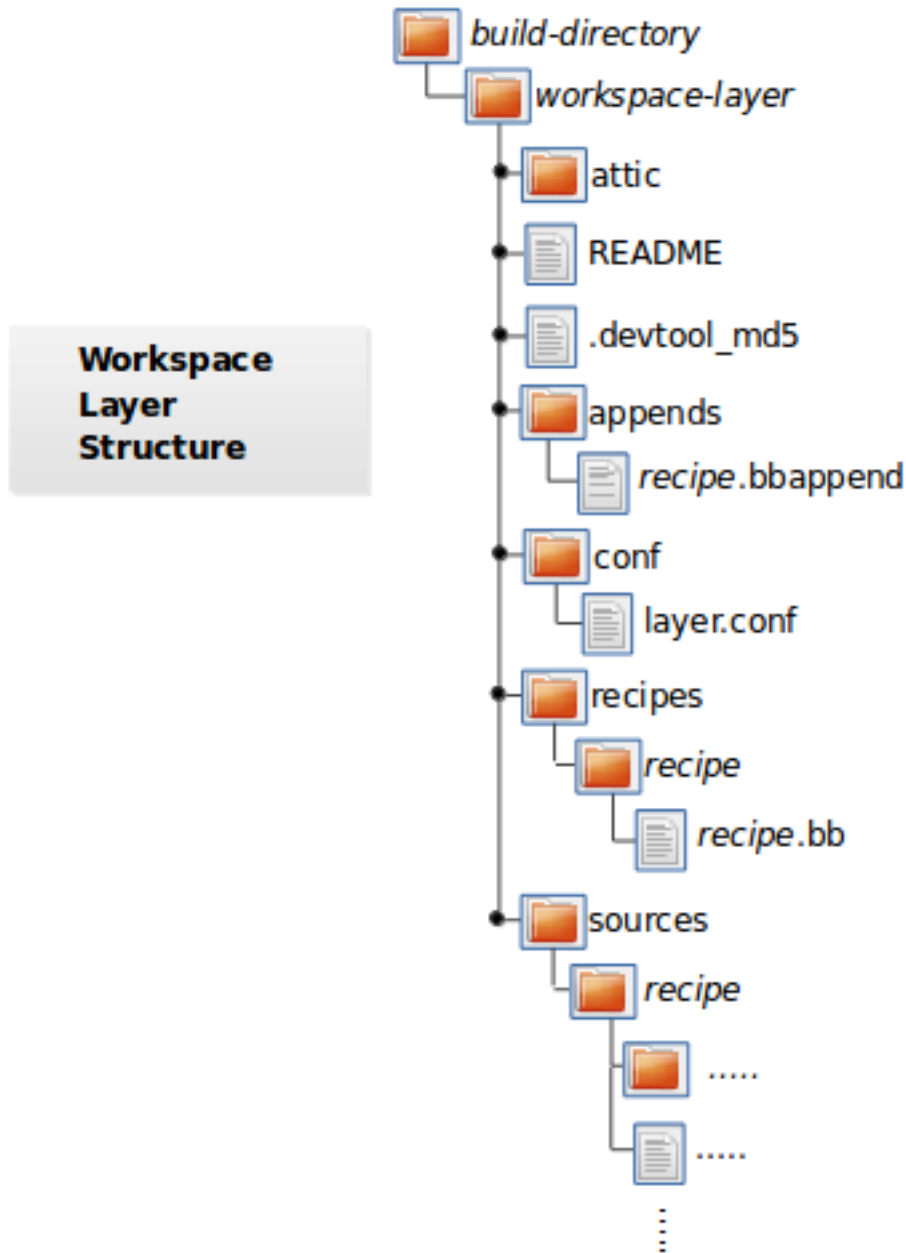 build-directory
workspace-layer
attic
README
.devtool_md5
Workspace
Layer
Structure
appends
recipe.bbappend
conf
layer.conf
recipes
recipe
recipe.bb
sources
recipe
.....
.....